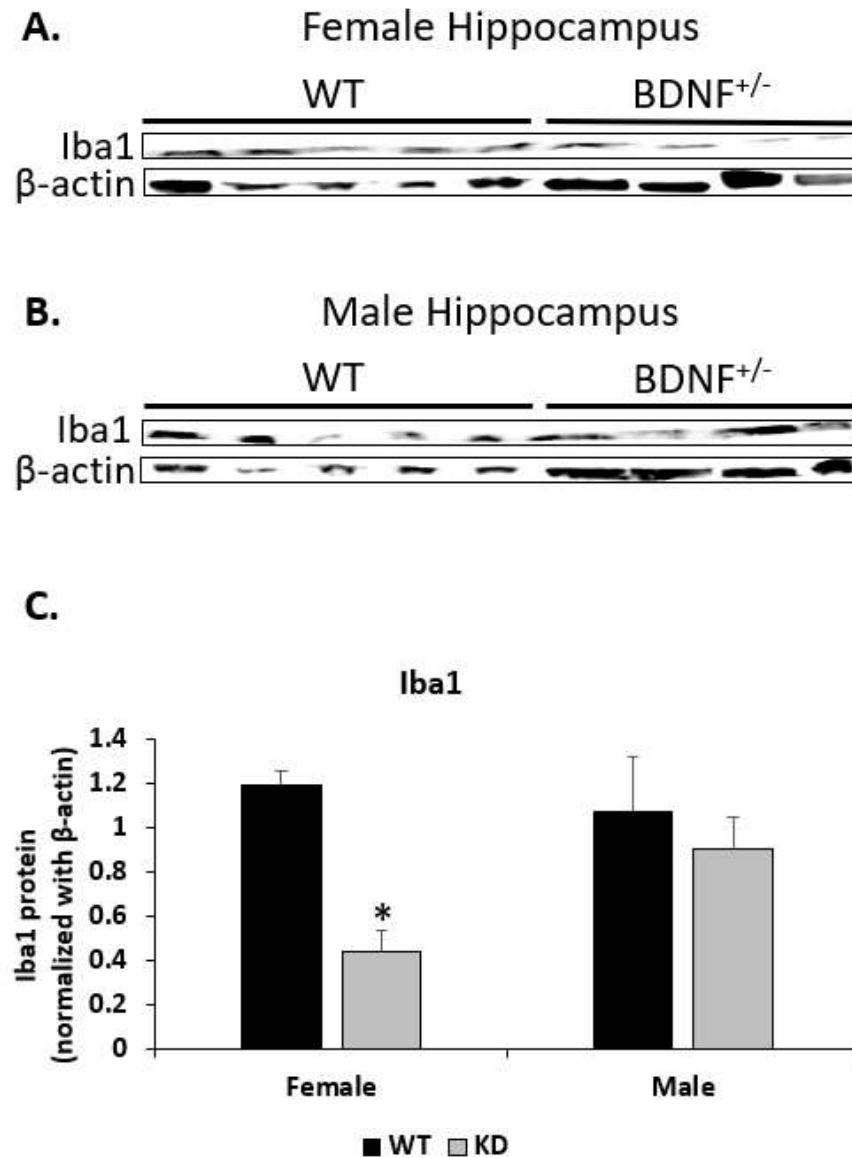 A. Female Hippocampus
WT BDNF+/-
Iba1
β-actin
B. Male Hippocampus
WT BDNF+/-
Iba1
β-actin
C.
Iba1
Iba1 protein
(normalized with β-actin)
1.4
1.2
1
0.8
0.6
0.4
0.2
0
*
Female Male
WT KD